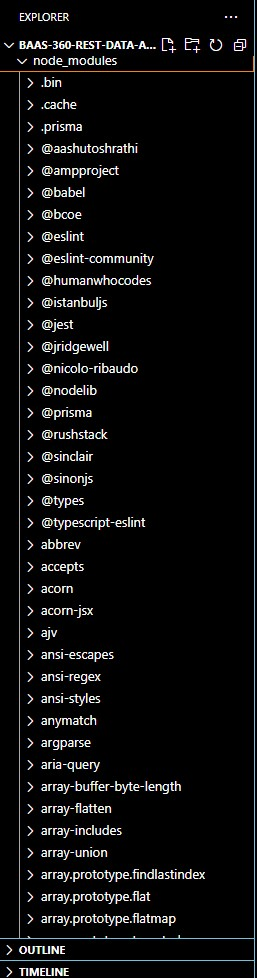 EXPLORER
BAAS-360-REST-DATA-A...
node_modules
.bin
.cache
.prisma
@aashutoshrathi
@ampproject
@babel
@bcoe
@eslint
@eslint-community
@humanwhocodes
@istanbuljs
@jest
@jridgewell
@nicolo-ribaudo
@nodelib
@prisma
@rushstack
@sinclair
@sinonjs
@types
@typescript-eslint
abbrev
accepts
acorn
acorn-jsx
ajv
ansi-escapes
ansi-regex
ansi-styles
anymatch
argparse
aria-query
array-buffer-byte-length
array-flatten
array-includes
array-union
array.prototype.findlastindex
array.prototype.flat
array.prototype.flatmap
OUTLINE
TIMELINE